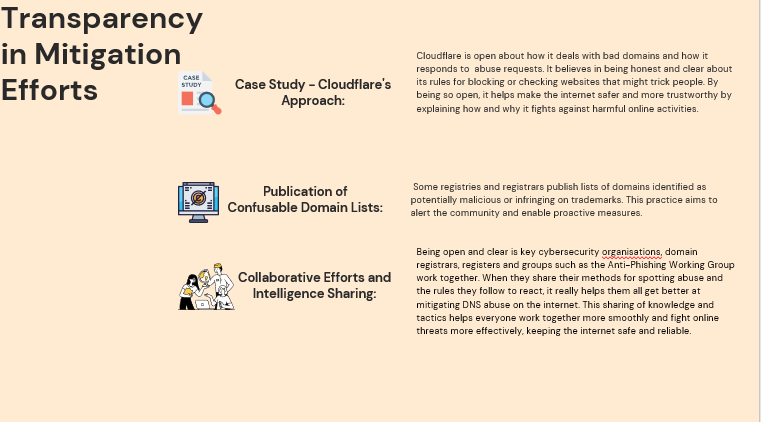 Transparency
in Mitigation
Efforts
CASE
STUDY
Case Study - Cloudflare's
Approach:
Cloudflare is open about how it deals with bad domains and how it
responds to  abuse requests. It believes in being honest and clear about
its rules for blocking or checking websites that might trick people. By
being so open, it helps make the internet safer and more trustworthy by
explaining how and why it fights against harmful online activities.
Publication of
Confusable Domain Lists:
Some registries and registrars publish lists of domains identified as
potentially malicious or infringing on trademarks. This practice aims to
alert the community and enable proactive measures.
Collaborative Efforts and
Intelligence Sharing:
Being open and clear is key cybersecurity organisations, domain
registrars, registers and groups such as the Anti-Phishing Working Group
work together. When they share their methods for spotting abuse and
the rules they follow to react, it really helps them all get better at
mitigating DNS abuse on the internet. This sharing of knowledge and
tactics helps everyone work together more smoothly and fight online
threats more effectively, keeping the internet safe and reliable.